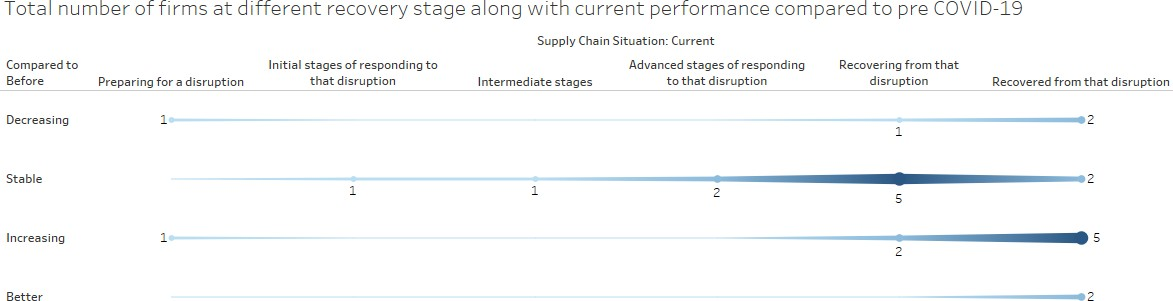 Total number of firms at different recovery stage along with current performance compared to pre COVID-19
Supply Chain Situation: Current
Compared to Before
Preparing for a disruption
Initial stages of responding to that disruption
Intermediate stages
Advanced stages of responding to that disruption
Recovering from that disruption
Recovered from that disruption
Decreasing 1 1 2
Stable 1 1 2 5 2
Increasing 1 2 5
Better 2